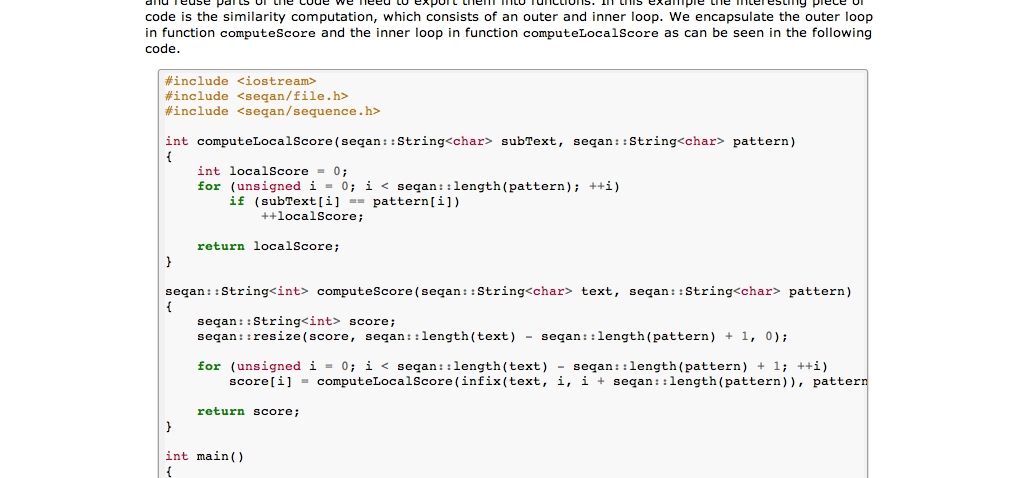 and reuse parts of the code we need to export them into functions. In this example the interesting piece of
code is the similarity computation, which consists of an outer and inner loop. We encapsulate the outer loop
in function computeScore and the inner loop in function computeLocalScore as can be seen in the following
code.
#include <iostream>
#include <seqan/file.h>
#include <seqan/sequence.h>
int computeLocalScore(seqan::String<char> subText, seqan::String<char> pattern)
{
    int localScore = 0;
    for (unsigned i = 0; i < seqan::length(pattern); ++i)
        if (subText[i] == pattern[i])
            ++localScore;
    return localScore;
}
seqan::String<int> computeScore(seqan::String<char> text, seqan::String<char> pattern)
{
    seqan::String<int> score;
    seqan::resize(score, seqan::length(text) - seqan::length(pattern) + 1, 0);
    for (unsigned i = 0; i < seqan::length(text) - seqan::length(pattern) + 1; ++i)
        score[i] = computeLocalScore(infix(text, i, i + seqan::length(pattern)), pattern
    return score;
}
int main()
{